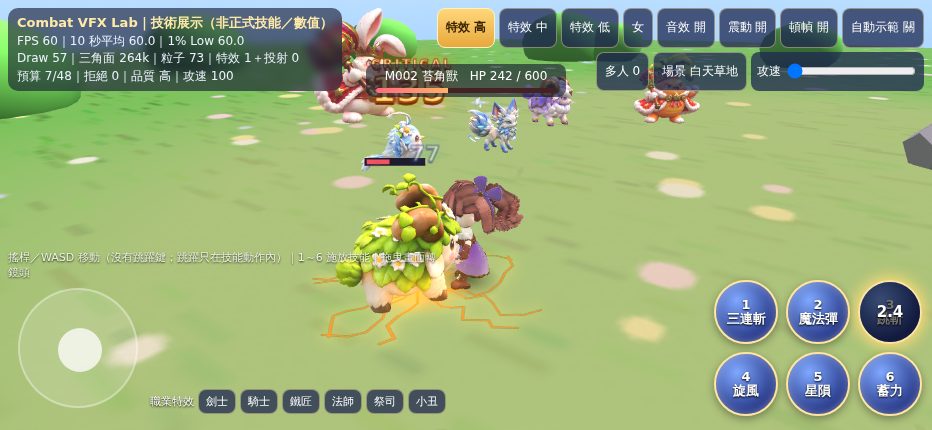 Combat VFX Lab｜技術展示（非正式技能／數值）
FPS 60｜10 秒平均 60.0｜1% Low 60.0
Draw 57｜三角面 264k｜粒子 73｜特效 1＋投射 0
預算 7/48｜拒絕 0｜品質 高｜攻速 100
特效 高
特效 中
特效 低
女
音效 開
震動 開
頓幀 開
自動示範 關
多人 0
場景 白天草地
攻速
CRITICAL
M002 苔角獸 HP 242 / 600
77
搖桿／WASD 移動（沒有跳躍鍵；跳躍只在技能動作內）｜1～6 施放技能
鏡頭
1
三連斬
2
魔法彈
3
跳斬
2.4
4
旋風
5
星隕
6
蓄力
職業特效
劍士
騎士
鐵匠
法師
祭司
小丑